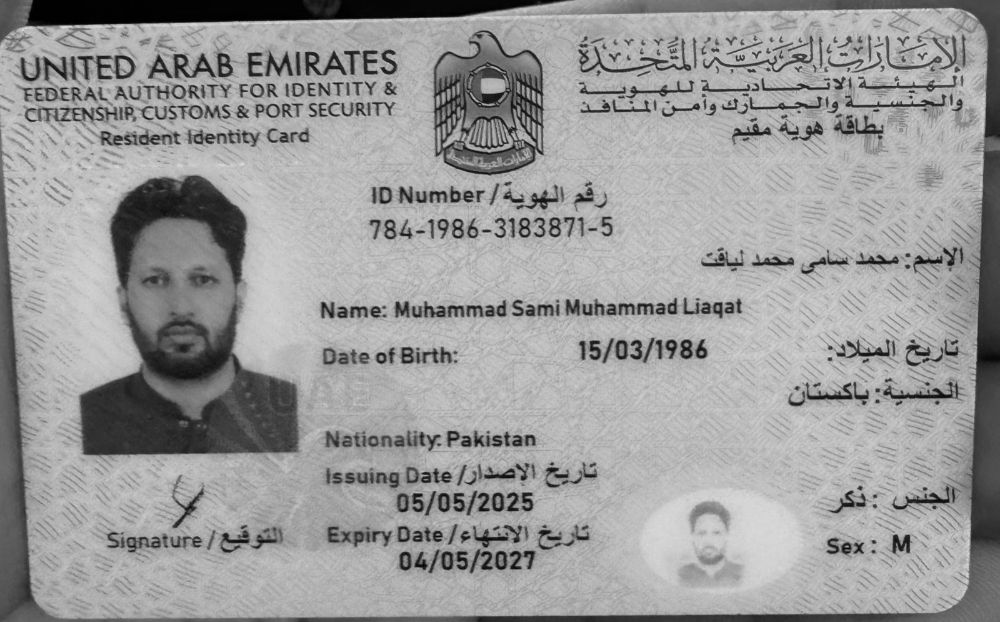 UNITED ARAB EMIRATES
FEDERAL AUTHORITY FOR IDENTITY &
CITIZENSHIP, CUSTOMS & PORT SECURITY
Resident Identity Card
الإمارات العربية المتحدة
الهيئة الاتحادية للهوية
والجنسية والجمارك وأمن المنافذ
بطاقة هوية مقيم
ID Number / رقم الهوية
784-1986-3183871-5
الإسم: محمد سامى محمد لياقت
Name: Muhammad Sami Muhammad Liaqat
Date of Birth: 15/03/1986 تاريخ الميلاد:
الجنسية: باكستان
Nationality: Pakistan
Issuing Date / تاريخ الإصدار
05/05/2025
Expiry Date / تاريخ الانتهاء
04/05/2027
الجنس : ذكر
Sex : M
Signature / التوقيع
UAE